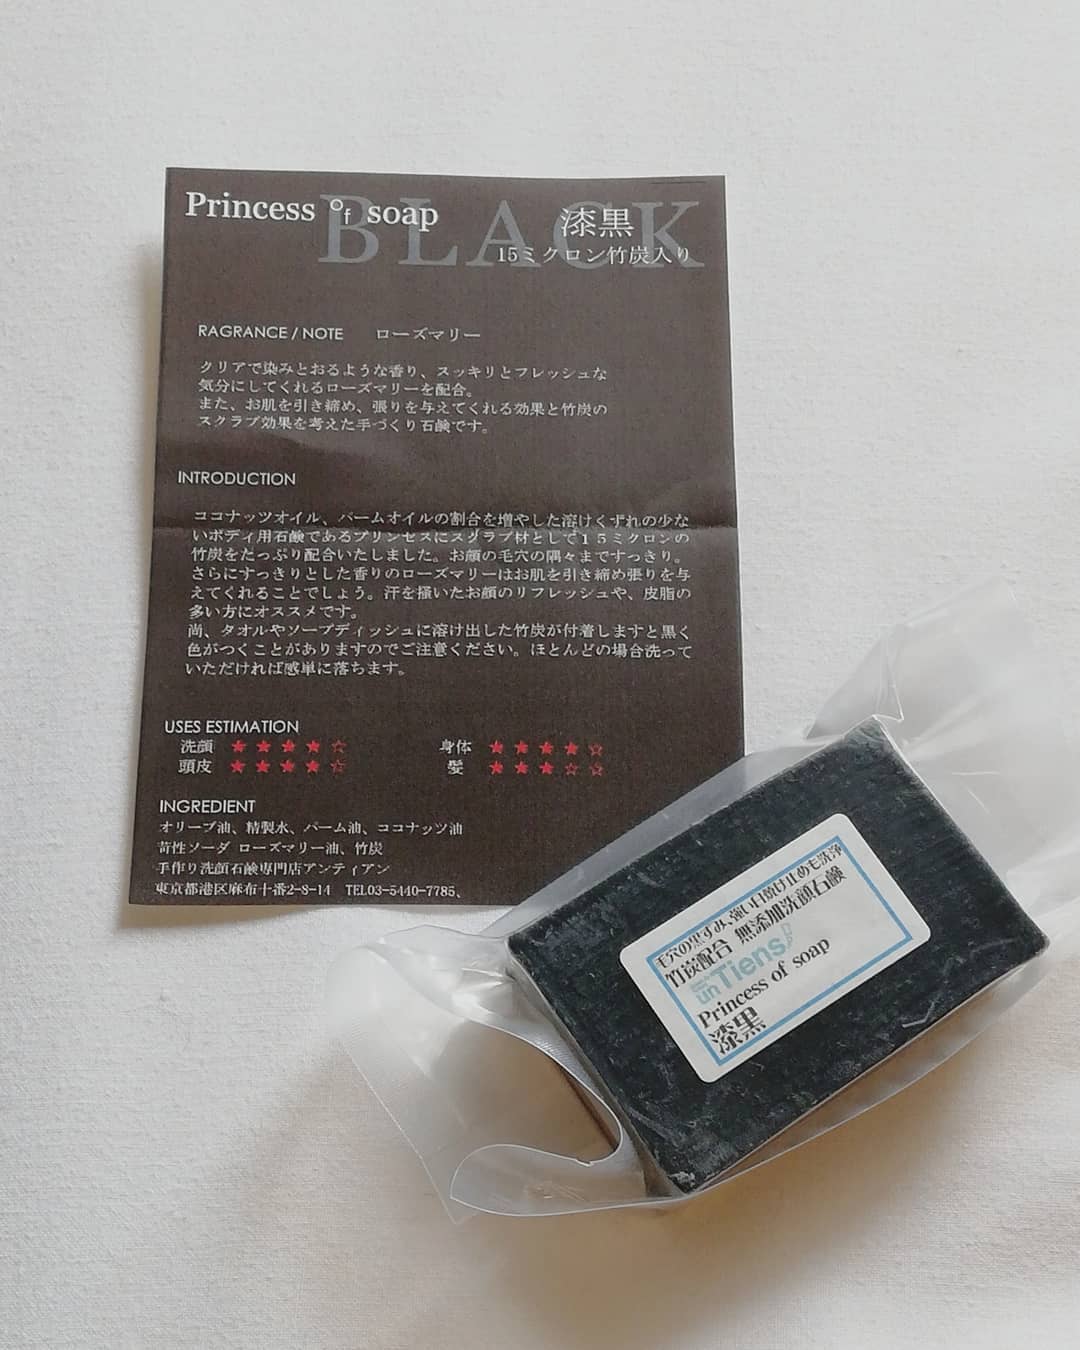 Princess of soap
BLACK
漆黒
15ミクロン竹炭入り
RAGRANCE / NOTE ローズマリー
クリアで染みとおるような香り、スッキリとフレッシュな
気分にしてくれるローズマリーを配合。
また、お肌を引き締め、張りを与えてくれる効果と竹炭の
スクラブ効果を考えた手づくり石鹸です。
INTRODUCTION
ココナッツオイル、パームオイルの割合を増やした溶けくずれの少な
いボディ用石鹸であるプリンセスにスクラブ材として15ミクロンの
竹炭をたっぷり配合いたしました。お顔の毛穴の隅々まですっきり。
さらにすっきりとした香りのローズマリーはお肌を引き締め張りを与
えてくれることでしょう。汗を掻いたお顔のリフレッシュや、皮脂の
多い方にオススメです。
尚、タオルやソープディッシュに溶け出した竹炭が付着しますと黒く
色がつくことがありますのでご注意ください。ほとんどの場合洗って
いただければ感単に落ちます。
USES ESTIMATION
洗顔 ★★★★☆ 身体 ★★★★☆
頭皮 ★★★★☆ 髪 ★★★☆☆
INGREDIENT
オリーブ油、精製水、パーム油、ココナッツ油
苛性ソーダ ローズマリー油、竹炭
手作り洗顔石鹸専門店アンティアン
東京都港区麻布十番2-8-14 TEL03-5440-7785、
毛穴の黒ずみ、強い日焼け止めも洗浄
竹炭配合 無添加洗顔石鹸
un Tiens
Princess of soap
漆黒